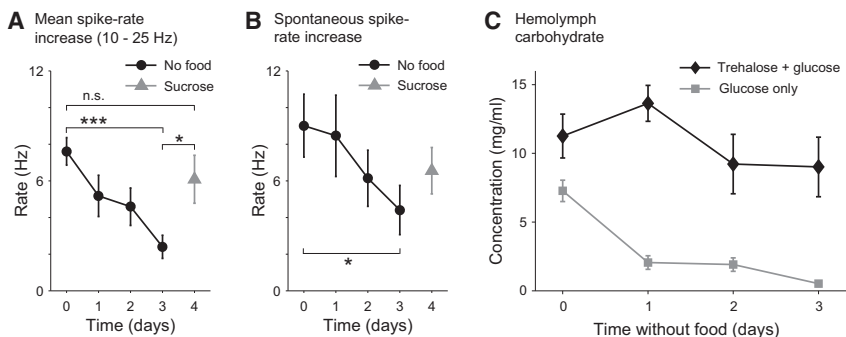 A Mean spike-rate
increase (10 - 25 Hz)
No food
Sucrose
12
6
0
n.s.
***
*
Rate (Hz)
0 1 2 3 4
Time (days)
B Spontaneous spike-
rate increase
No food
Sucrose
12
6
0
*
Rate (Hz)
0 1 2 3 4
Time (days)
C Hemolymph
carbohydrate
Trehalose + glucose
Glucose only
15
10
5
0
Concentration (mg/ml)
0 1 2 3
Time without food (days)